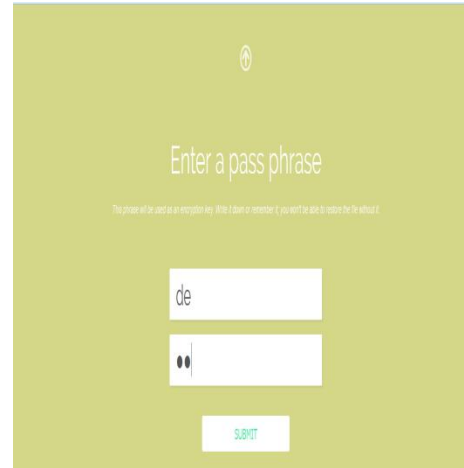 Enter a pass phrase
This phrase will be used as an encryption key. Write it down or remember it; you won't be able to restore the file without it.
de
••
SUBMIT